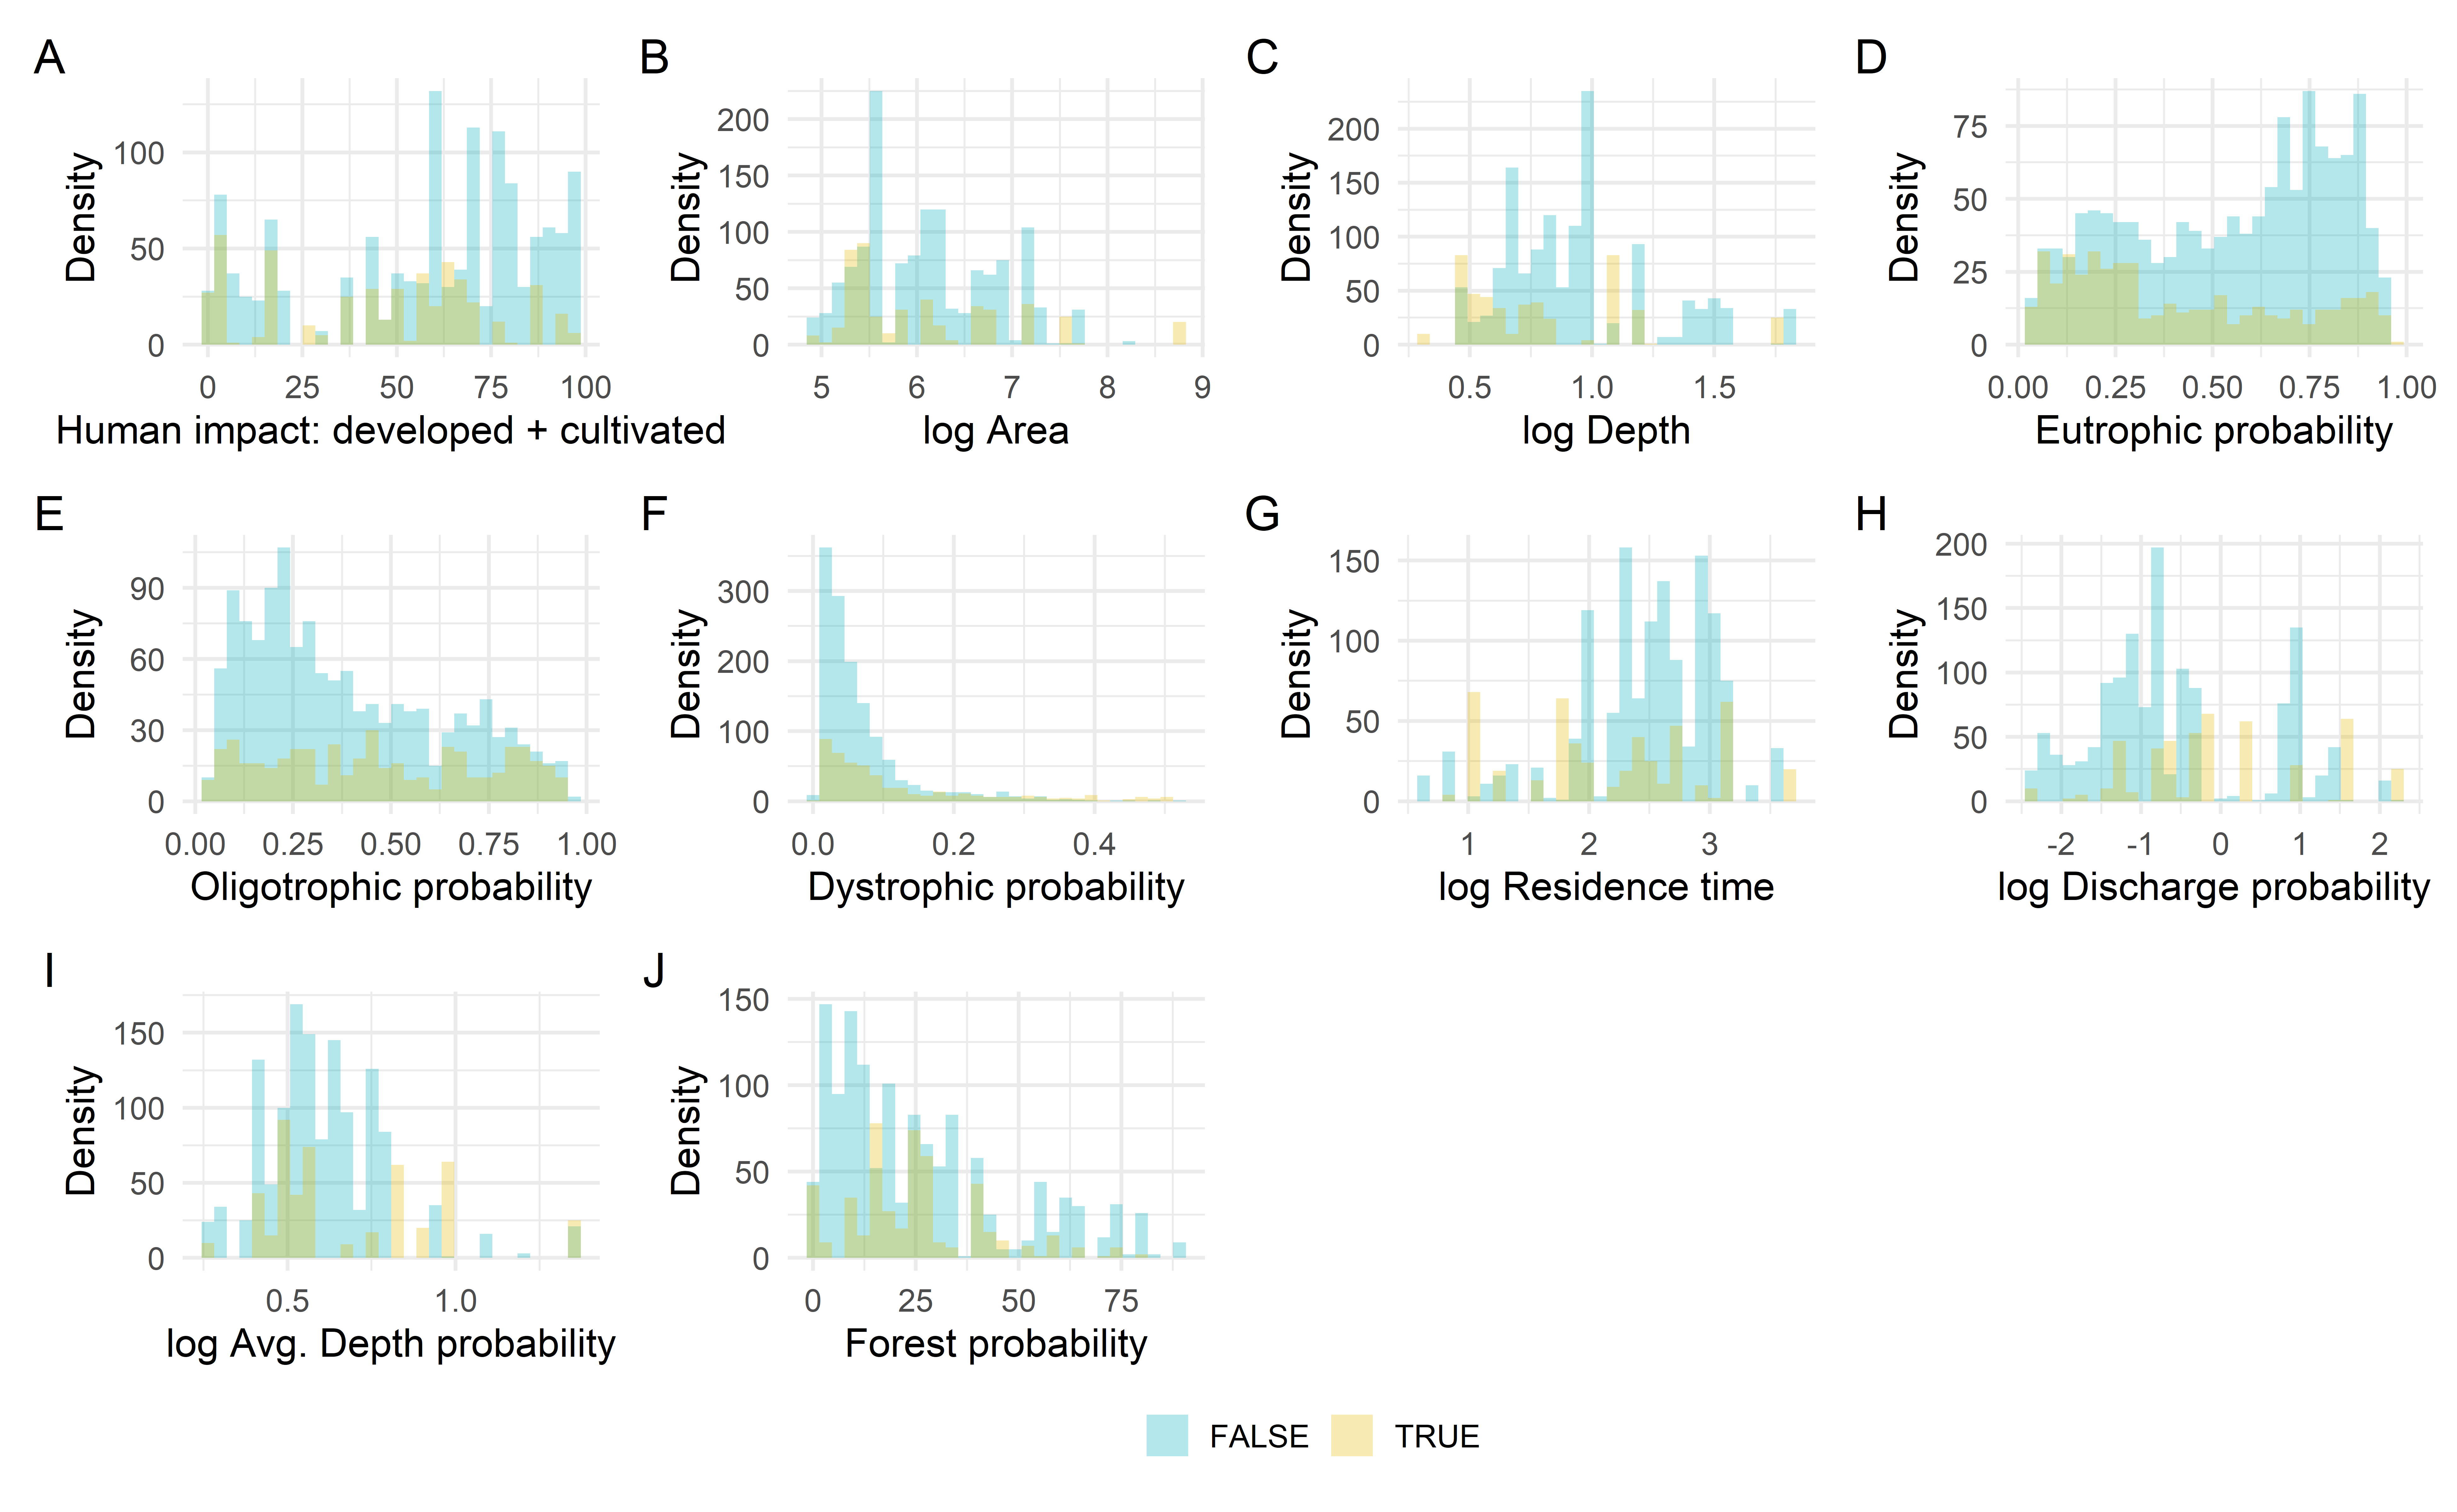 A
Density
100
50
0
0 25 50 75 100
Human impact: developed + cultivated
B
Density
200
150
100
50
0
5 6 7 8 9
log Area
C
Density
200
150
100
50
0
0.5 1.0 1.5
log Depth
D
Density
75
50
25
0
0.00 0.25 0.50 0.75 1.00
Eutrophic probability
E
Density
90
60
30
0
0.00 0.25 0.50 0.75 1.00
Oligotrophic probability
F
Density
300
200
100
0
0.0 0.2 0.4
Dystrophic probability
G
Density
150
100
50
0
1 2 3
log Residence time
H
Density
200
150
100
50
0
-2 -1 0 1 2
log Discharge probability
I
Density
150
100
50
0
0.5 1.0
log Avg. Depth probability
J
Density
150
100
50
0
0 25 50 75
Forest probability
FALSE TRUE